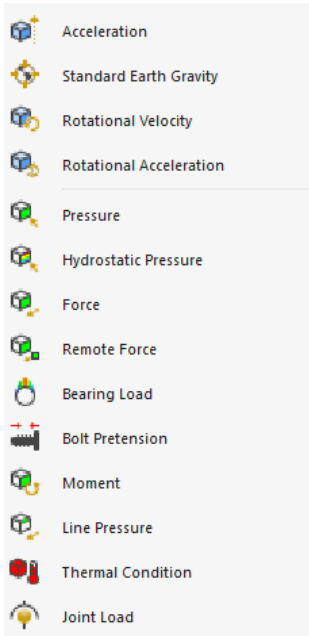 Acceleration
Standard Earth Gravity
Rotational Velocity
Rotational Acceleration
Pressure
Hydrostatic Pressure
Force
Remote Force
Bearing Load
Bolt Pretension
Moment
Line Pressure
Thermal Condition
Joint Load